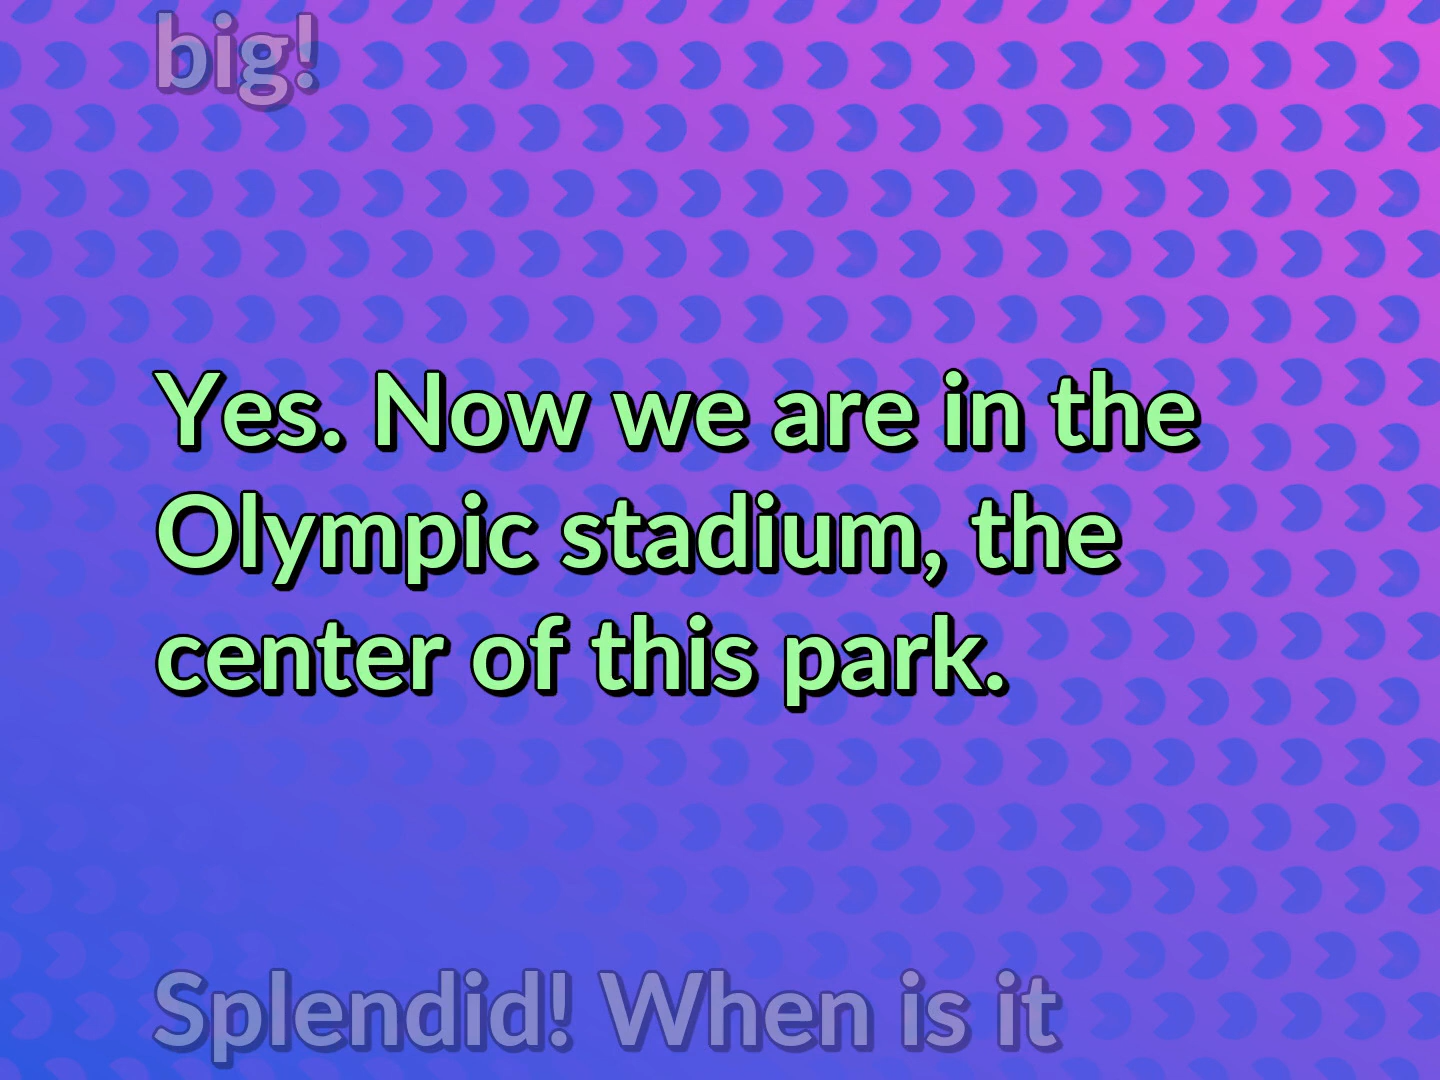 big!
Yes. Now we are in the
Olympic stadium, the
center of this park.
Splendid! When is it